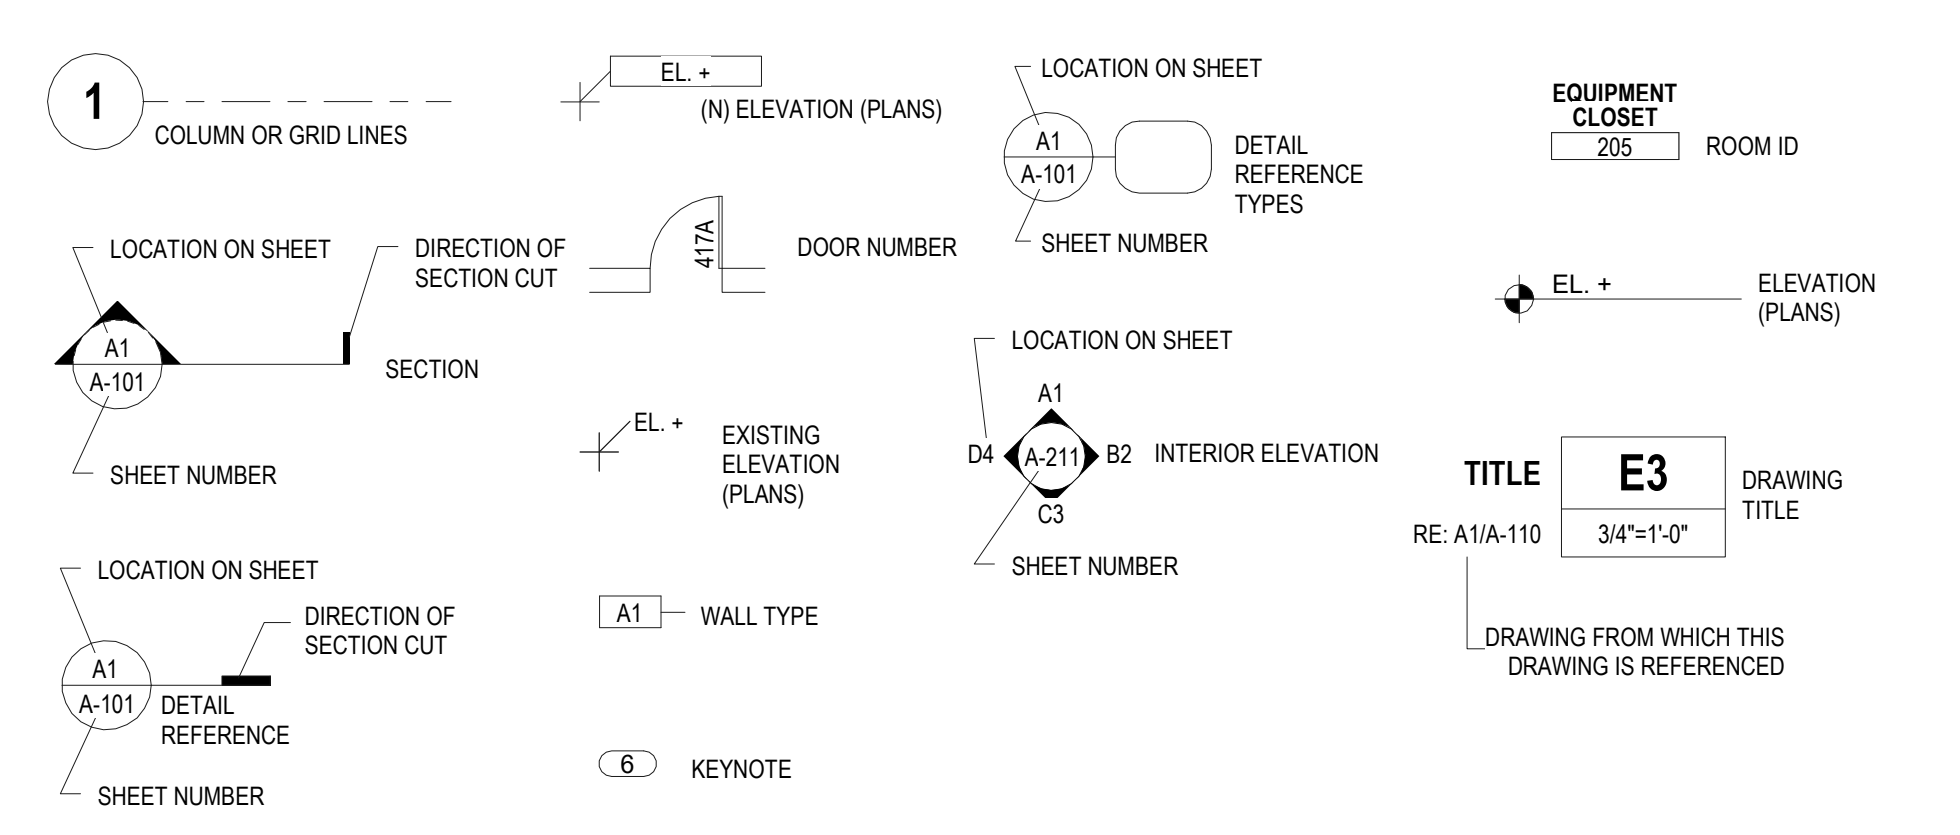 1
COLUMN OR GRID LINES
LOCATION ON SHEET
DIRECTION OF
SECTION CUT
A1
A-101
SECTION
SHEET NUMBER
LOCATION ON SHEET
DIRECTION OF
SECTION CUT
A1
A-101
DETAIL
REFERENCE
SHEET NUMBER
EL. +
(N) ELEVATION (PLANS)
417A
DOOR NUMBER
EL. +
EXISTING
ELEVATION
(PLANS)
A1
WALL TYPE
6
KEYNOTE
LOCATION ON SHEET
A1
A-101
DETAIL
REFERENCE
TYPES
SHEET NUMBER
LOCATION ON SHEET
A1
D4 A-211 B2 INTERIOR ELEVATION
C3
SHEET NUMBER
EQUIPMENT
CLOSET
205
ROOM ID
EL. +
ELEVATION
(PLANS)
TITLE
E3
RE: A1/A-110
3/4"=1'-0"
DRAWING
TITLE
DRAWING FROM WHICH THIS
DRAWING IS REFERENCED